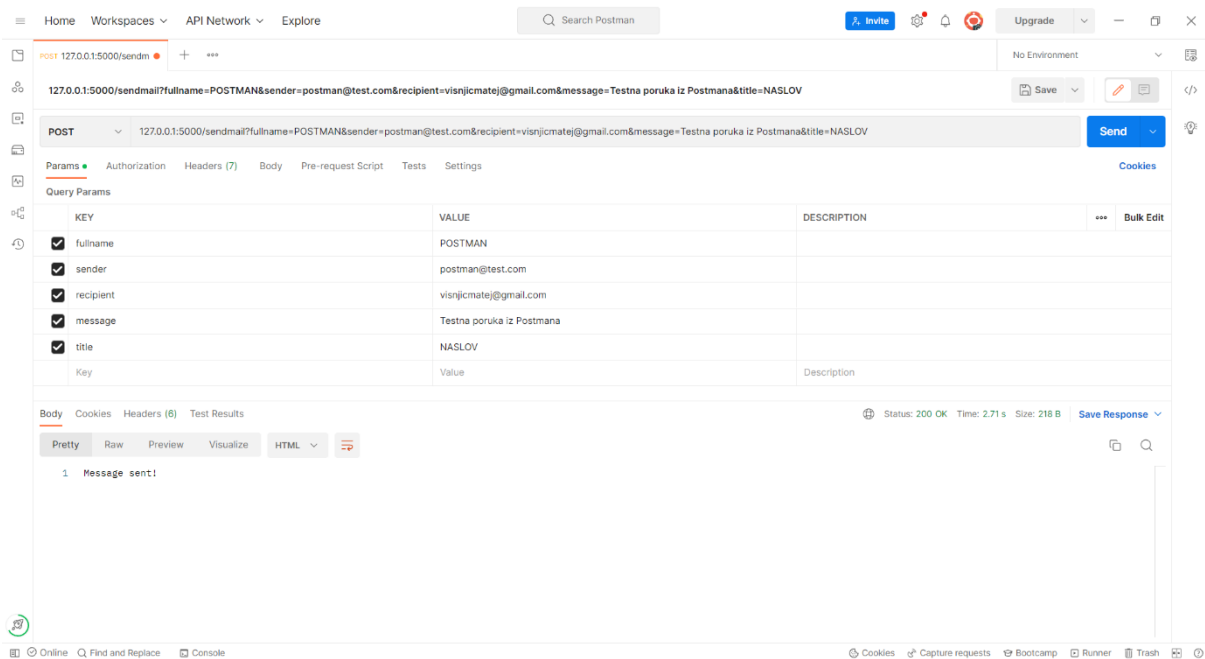 Home Workspaces API Network Explore Search Postman Invite Upgrade
POST 127.0.0.1:5000/sendm No Environment
127.0.0.1:5000/sendmail?fullname=POSTMAN&sender=postman@test.com&recipient=visnjicmatej@gmail.com&message=Testna poruka iz Postmana&title=NASLOV Save
POST 127.0.0.1:5000/sendmail?fullname=POSTMAN&sender=postman@test.com&recipient=visnjicmatej@gmail.com&message=Testna poruka iz Postmana&title=NASLOV Send
Params Authorization Headers (7) Body Pre-request Script Tests Settings Cookies
Query Params
KEY VALUE DESCRIPTION Bulk Edit
fullname POSTMAN
sender postman@test.com
recipient visnjicmatej@gmail.com
message Testna poruka iz Postmana
title NASLOV
Key Value Description
Body Cookies Headers (6) Test Results Status: 200 OK Time: 2.71 s Size: 218 B Save Response
Pretty Raw Preview Visualize HTML
1 Message sent!
Online Find and Replace Console Cookies Capture requests Bootcamp Runner Trash